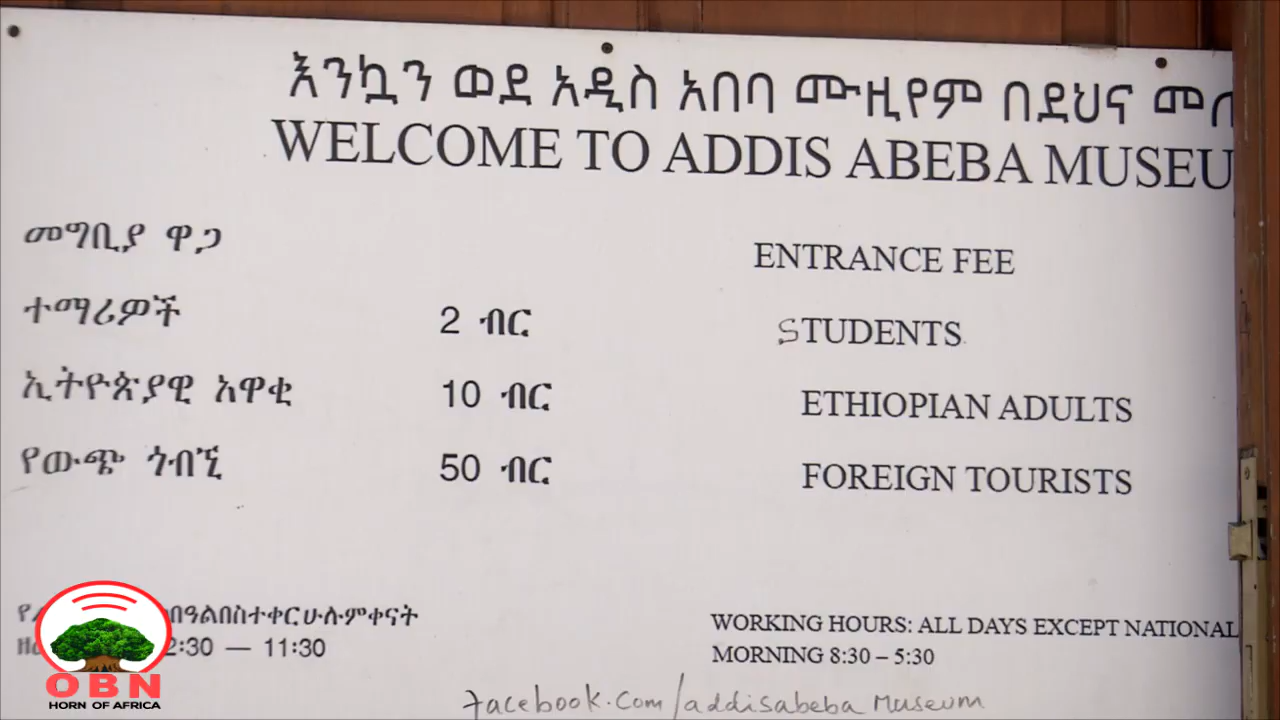 እንኳን ወደ አዲስ አበባ ሙዚየም በደህና
WELCOME TO ADDIS ABEBA MUSEU
መግቢያ ዋጋ ENTRANCE FEE
ተማሪዎች 2 ብር STUDENTS
ኢትዮጵያዊ አዋቂ 10 ብር ETHIOPIAN ADULTS
የውጭ ጎብኚ 50 ብር FOREIGN TOURISTS
በዓልበስተቀርሁሉምቀናት WORKING HOURS: ALL DAYS EXCEPT NATIONAL
2:30 — 11:30 MORNING 8:30 – 5:30
facebook.com/addisabeba Museum
OBN
HORN OF AFRICA